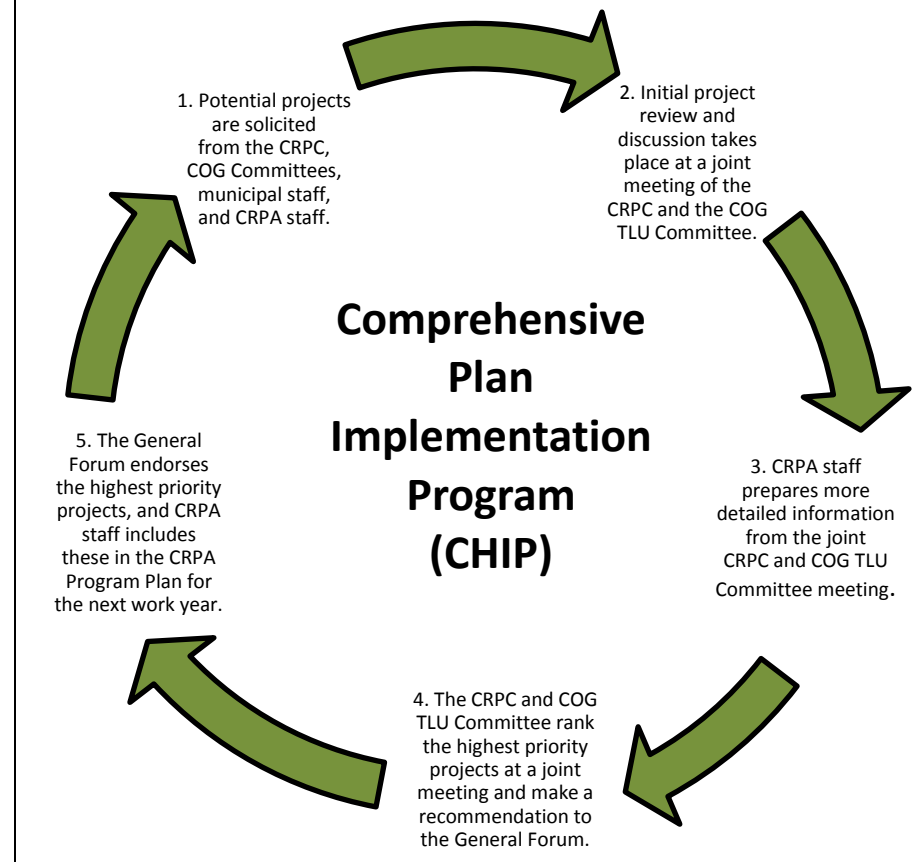 1. Potential projects
are solicited
from the CRPC,
COG Committees,
municipal staff,
and CRPA staff.
2. Initial project
review and
discussion takes
place at a joint
meeting of the
CRPC and the COG
TLU Committee.
Comprehensive
Plan
Implementation
Program
(CHIP)
3. CRPA staff
prepares more
detailed information
from the joint
CRPC and COG TLU
Committee meeting.
4. The CRPC and COG
TLU Committee rank
the highest priority
projects at a joint
meeting and make a
recommendation to
the General Forum.
5. The General
Forum endorses
the highest priority
projects, and CRPA
staff includes
these in the CRPA
Program Plan for
the next work year.